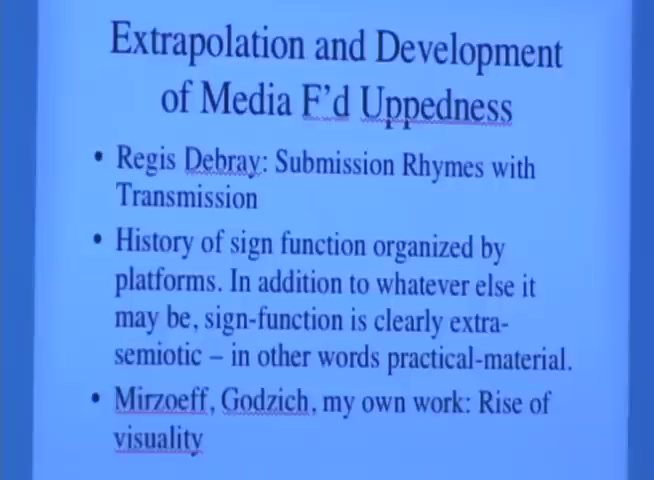 Extrapolation and Development
of Media F'd Uppedness
• Regis Debray: Submission Rhymes with
Transmission
• History of sign function organized by
platforms. In addition to whatever else it
may be, sign-function is clearly extra-
semiotic – in other words practical-material.
• Mirzoeff, Godzich, my own work: Rise of
visuality